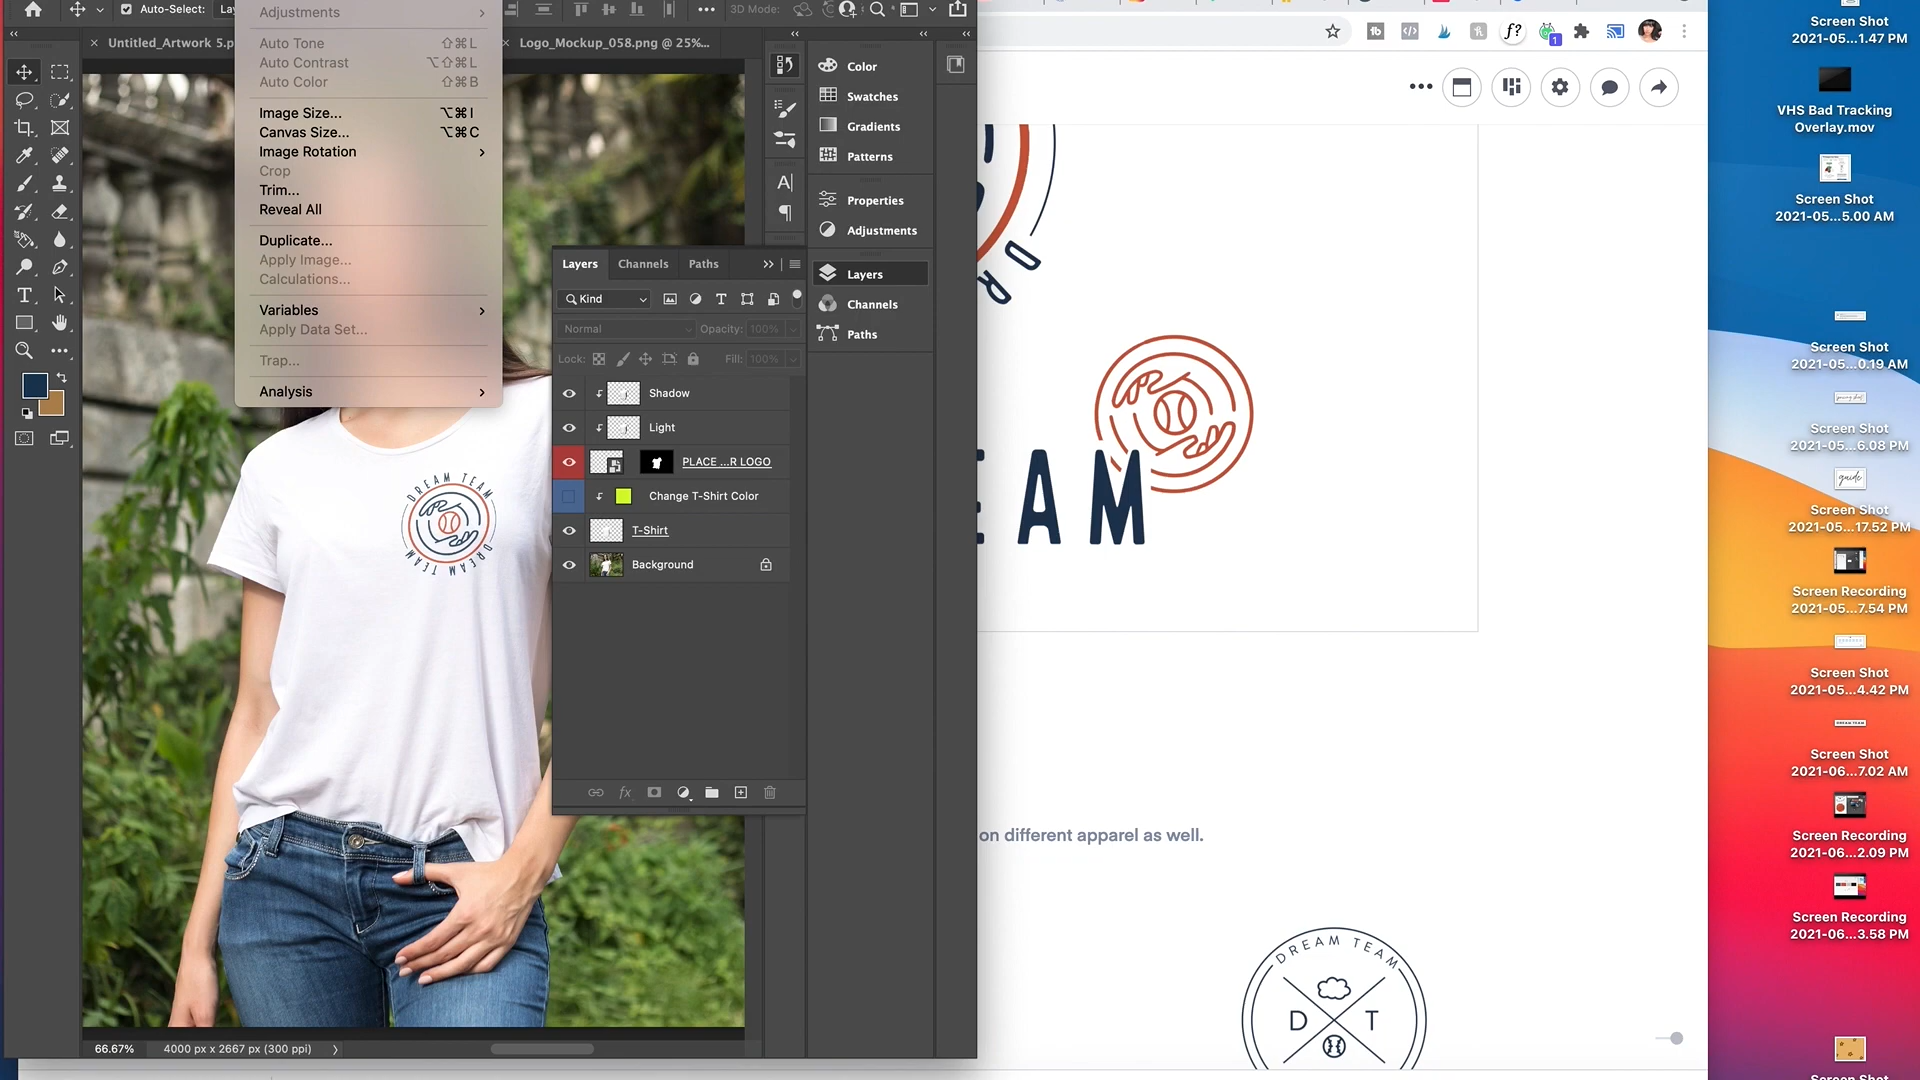 Auto-Select:
3D Mode:
Untitled_Artwork 5.p
Logo_Mockup_058.png @ 25%...
Adjustments
Auto Tone ⇧⌘L
Auto Contrast ⌥⇧⌘L
Auto Color ⇧⌘B
Image Size... ⌥⌘I
Canvas Size... ⌥⌘C
Image Rotation
Crop
Trim...
Reveal All
Duplicate...
Apply Image...
Calculations...
Variables
Apply Data Set...
Trap...
Analysis
Layers Channels Paths
Kind
Normal Opacity: 100%
Lock: Fill: 100%
Shadow
Light
PLACE ...R LOGO
Change T-Shirt Color
T-Shirt
Background
Color
Swatches
Gradients
Patterns
Properties
Adjustments
Layers
Channels
Paths
DREAM TEAM
DREAM
TEAM
66.67% 4000 px x 2667 px (300 ppi)
f?
1
D
R
EAM
on different apparel as well.
DREAM TEAM
D T
Screen Shot
2021-05...1.47 PM
VHS Bad Tracking
Overlay.mov
Screen Shot
2021-05...5.00 AM
Screen Shot
2021-05...0.19 AM
Screen Shot
2021-05...6.08 PM
guide
Screen Shot
2021-05...17.52 PM
Screen Recording
2021-05...7.54 PM
Screen Shot
2021-05...4.42 PM
DREAM TEAM
Screen Shot
2021-06...7.02 AM
Screen Recording
2021-06...2.09 PM
Screen Recording
2021-06...3.58 PM
Screen Shot